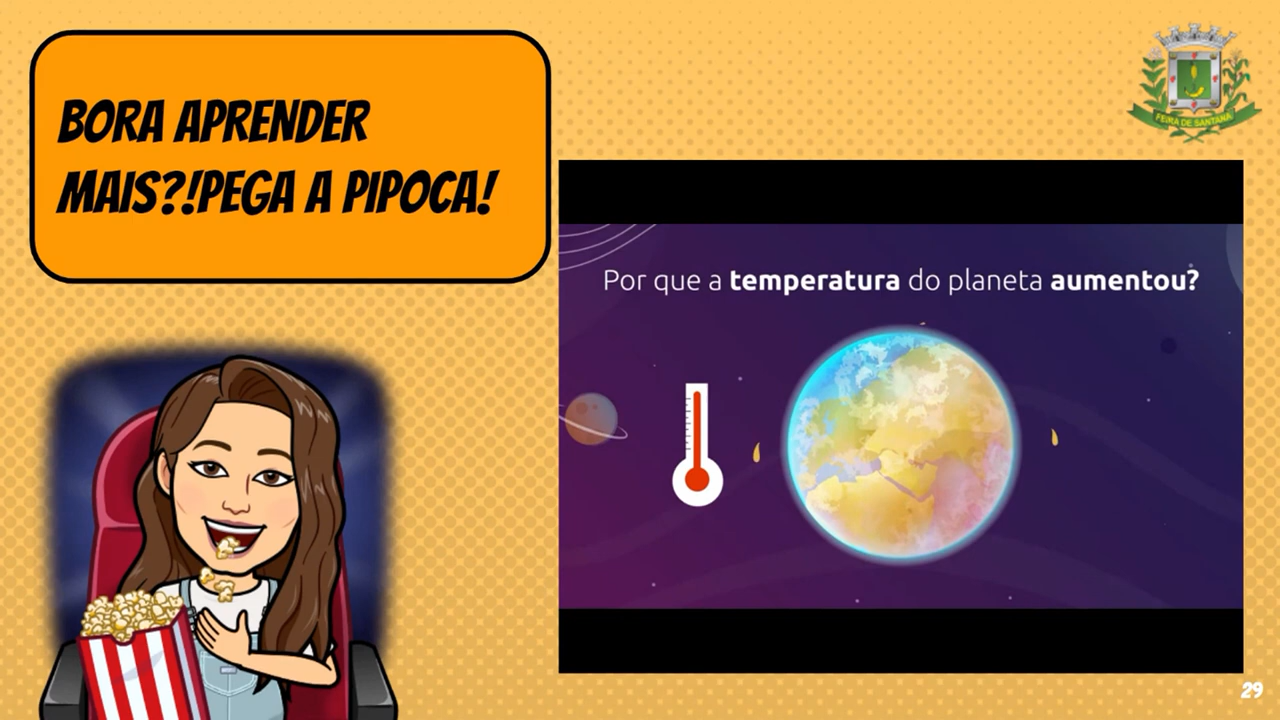 BORA APRENDER
MAIS?!PEGA A PIPOCA!
FEIRA DE SANTANA
Por que a temperatura do planeta aumentou?
29